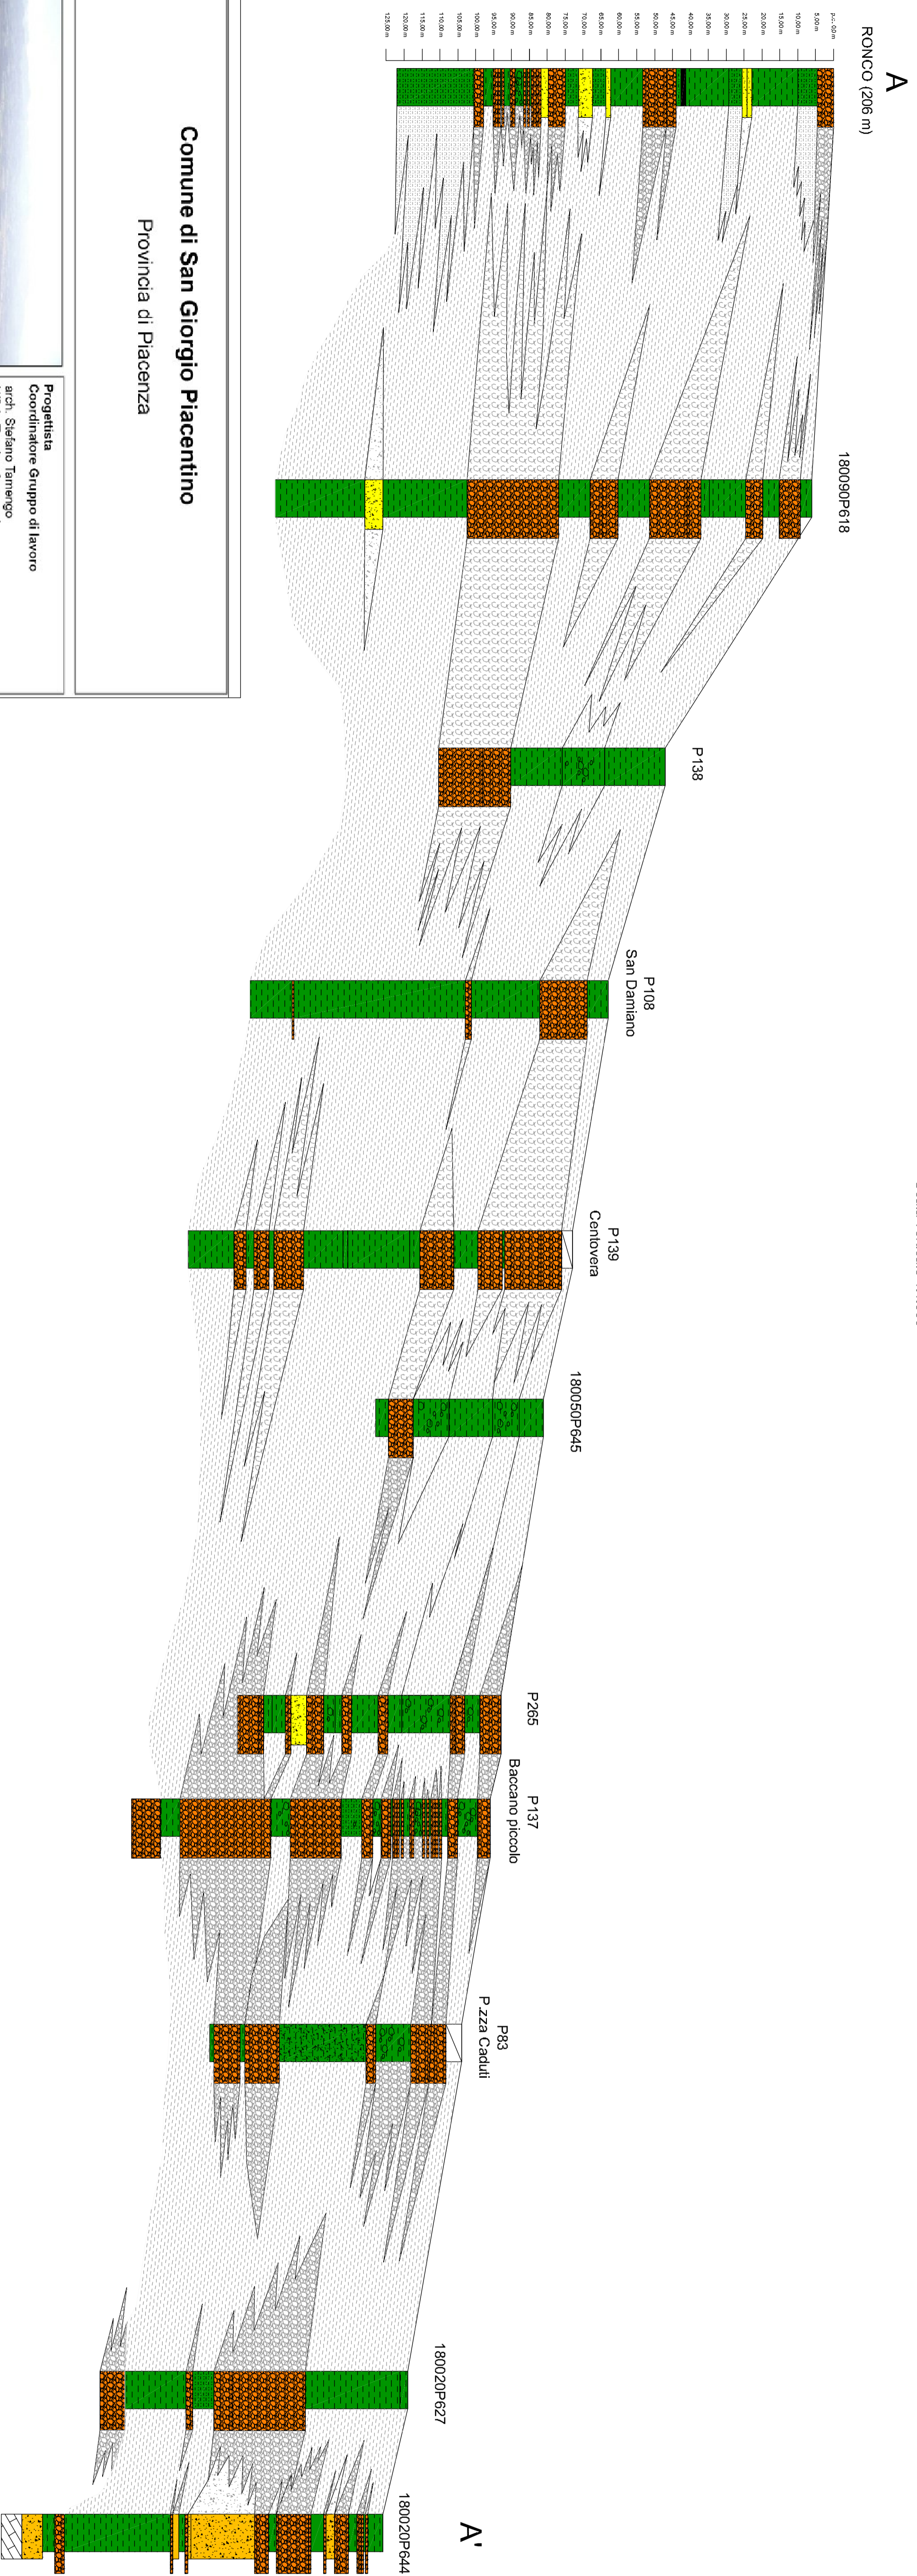 A
RONCO (206 m)
p.c. 0,0 m
5,00 m
10,00 m
15,00 m
20,00 m
25,00 m
30,00 m
35,00 m
40,00 m
45,00 m
50,00 m
55,00 m
60,00 m
65,00 m
70,00 m
75,00 m
80,00 m
85,00 m
90,00 m
95,00 m
100,00 m
105,00 m
110,00 m
115,00 m
120,00 m
125,00 m
180090P618
P138
P108
San Damiano
P139
Centovera
180050P645
P265
P137
Baccano piccolo
P83
P.zza Caduti
180020P627
180020P644
A'
Comune di San Giorgio Piacentino
Provincia di Piacenza
Progettista
Coordinatore Gruppo di lavoro
arch. Stefano Tamengo